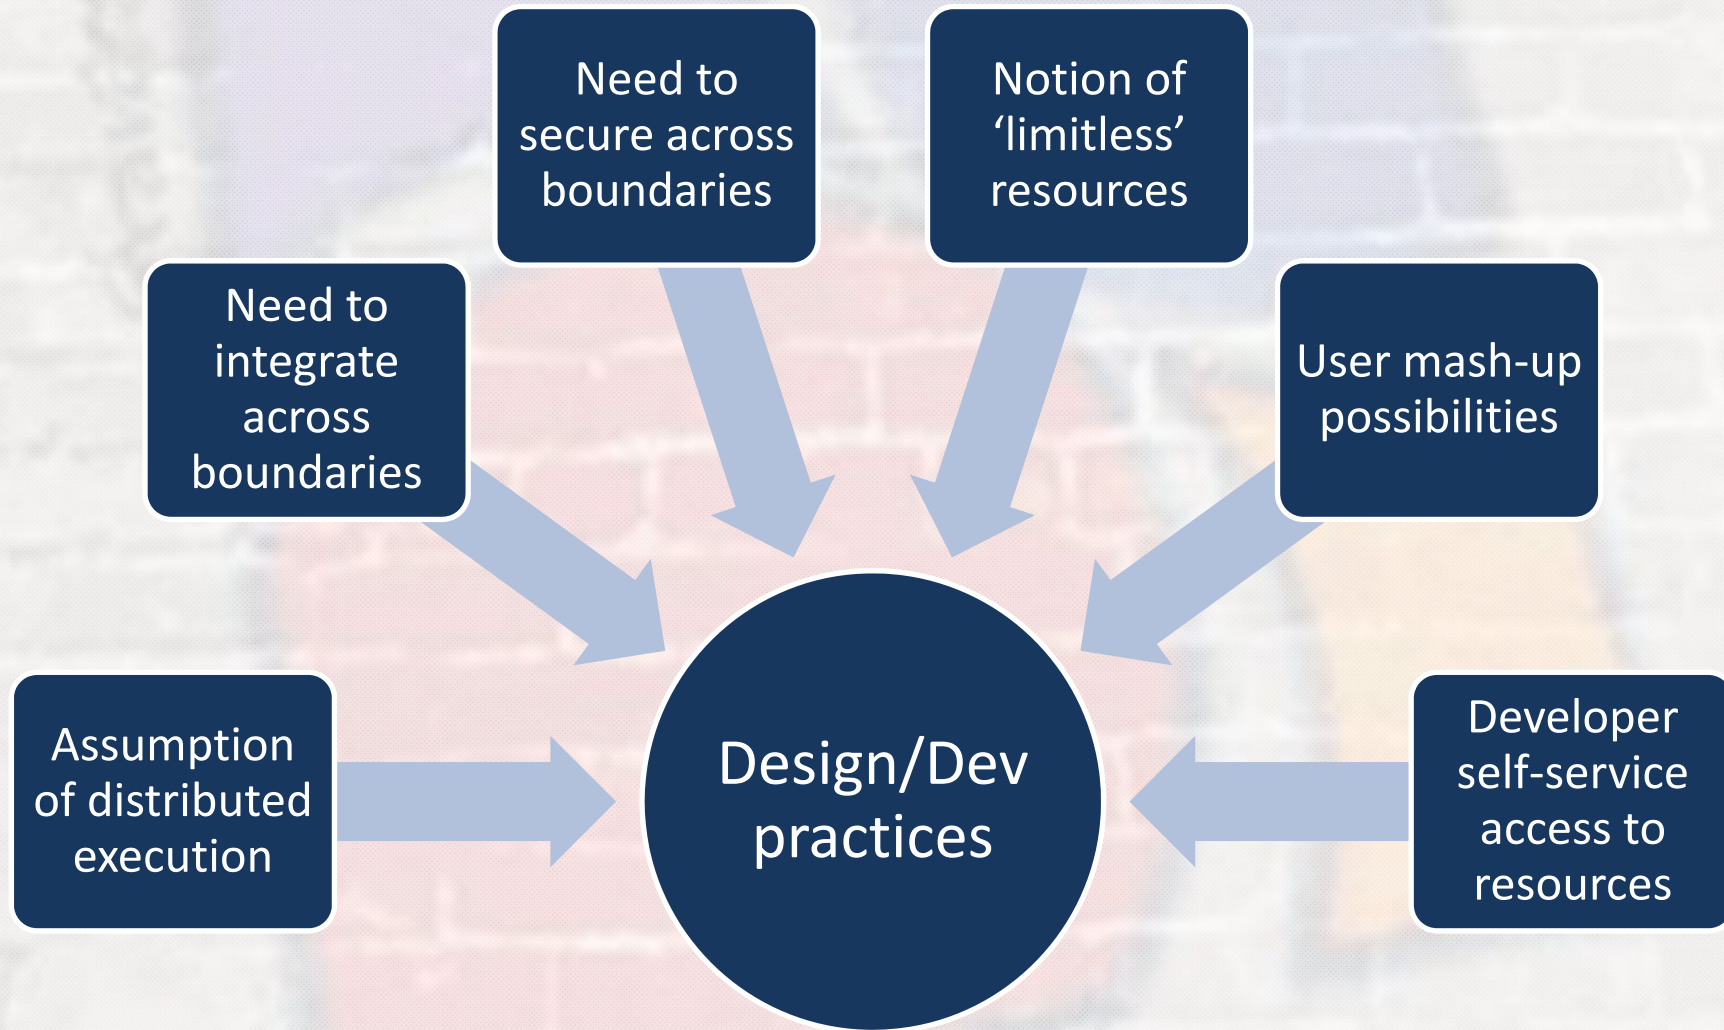 Need to
secure across
boundaries
Notion of
‘limitless’
resources
Need to
integrate
across
boundaries
User mash-up
possibilities
Assumption
of distributed
execution
Design/Dev
practices
Developer
self-service
access to
resources